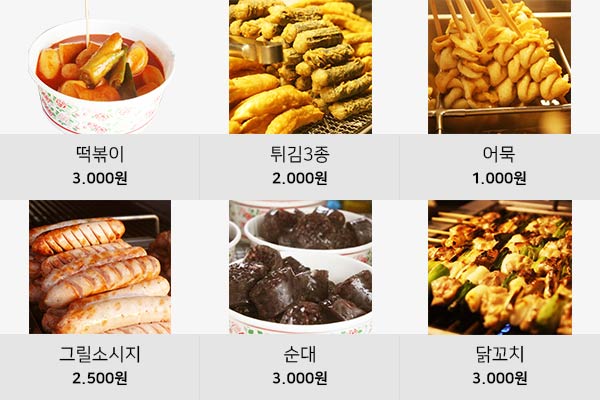 떡볶이
3.000원
튀김3종
2.000원
어묵
1.000원
그릴소시지
2.500원
순대
3.000원
닭꼬치
3.000원